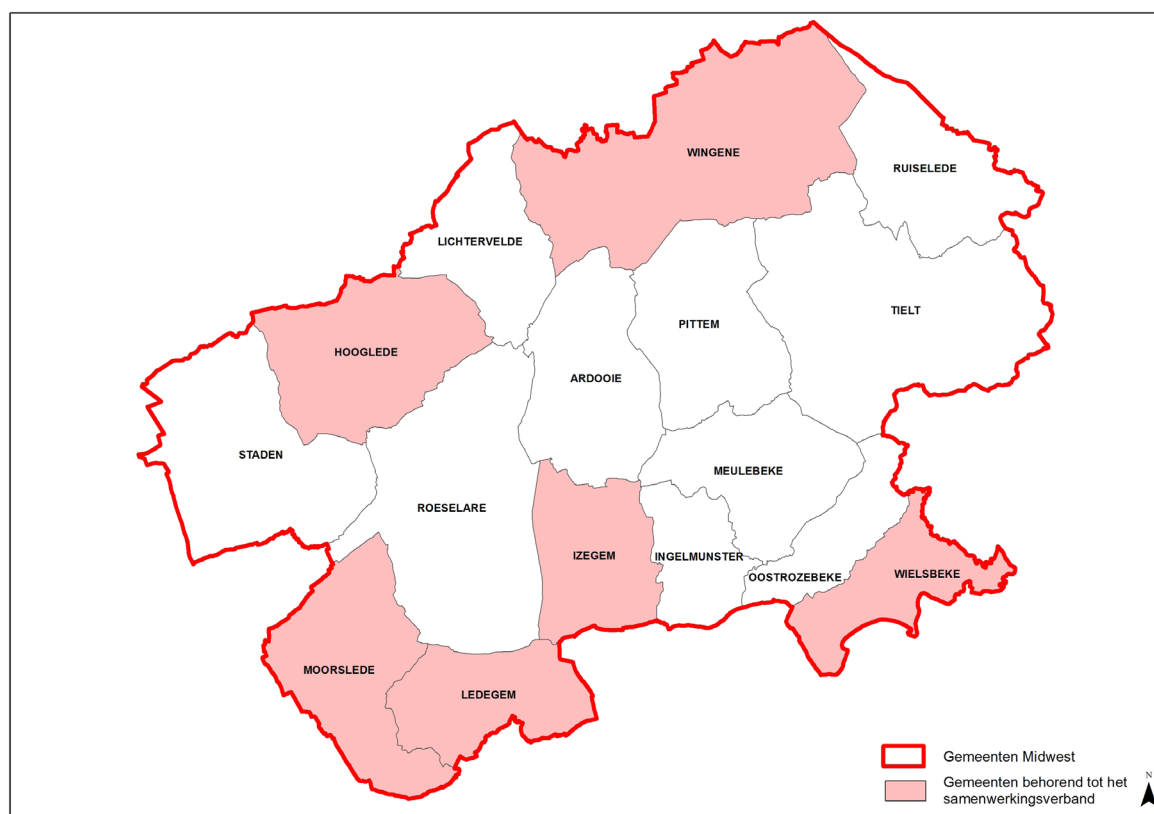 WINGENE
RUISELEDE
LICHTERVELDE
TIELT
PITTEM
HOOGLEDE
ARDOOIE
STADEN
MEULEBEKE
ROESELARE
IZEGEM
INGELMUNSTER
OOSTROZEBEKE
WIELSBEKE
MOORSLEDE
LEDEGEM
Gemeenten Midwest
Gemeenten behorend tot het
samenwerkingsverband
N